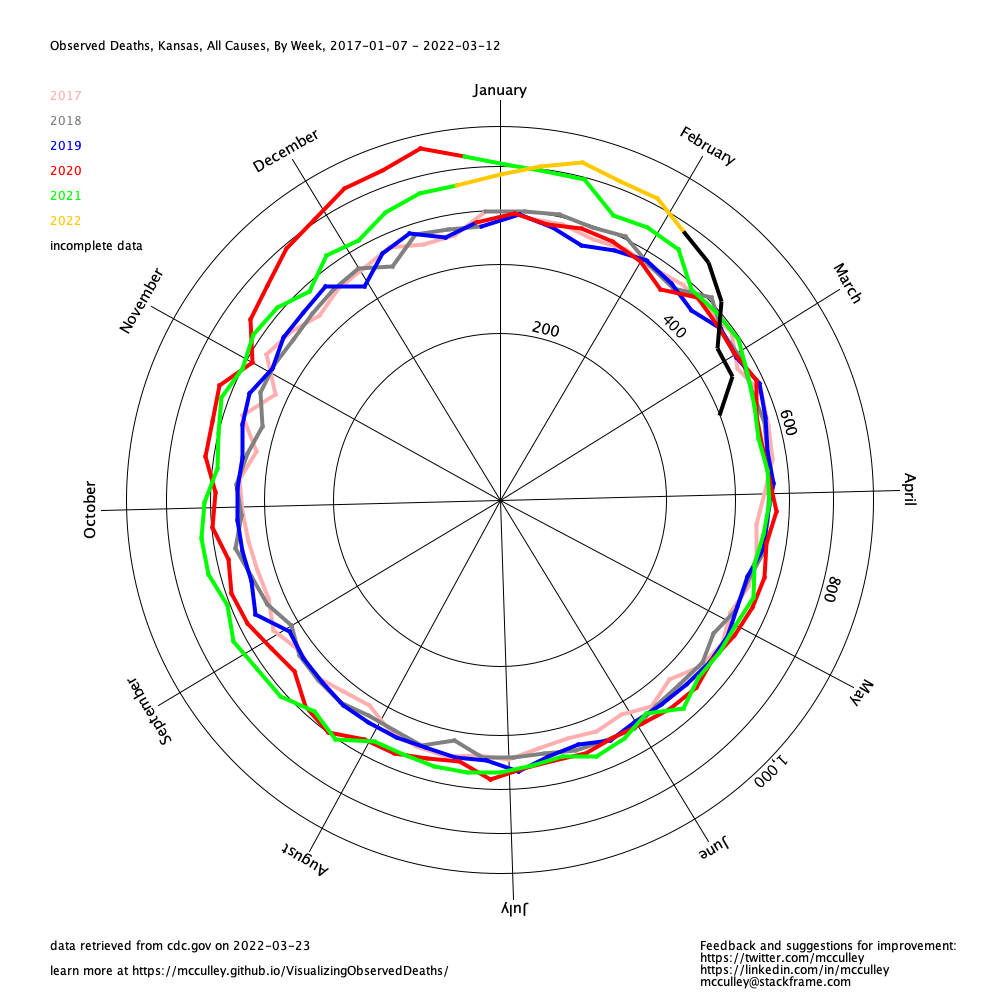 Observed Deaths, Kansas, All Causes, By Week, 2017-01-07 - 2022-03-12
2017
2018
2019
2020
2021
2022
incomplete data
January
February
March
April
May
June
July
August
September
October
November
December
200
400
600
800
1,000
data retrieved from cdc.gov on 2022-03-23
learn more at https://mcculley.github.io/VisualizingObservedDeaths/
Feedback and suggestions for improvement:
https://twitter.com/mcculley
https://linkedin.com/in/mcculley
mcculley@stackframe.com